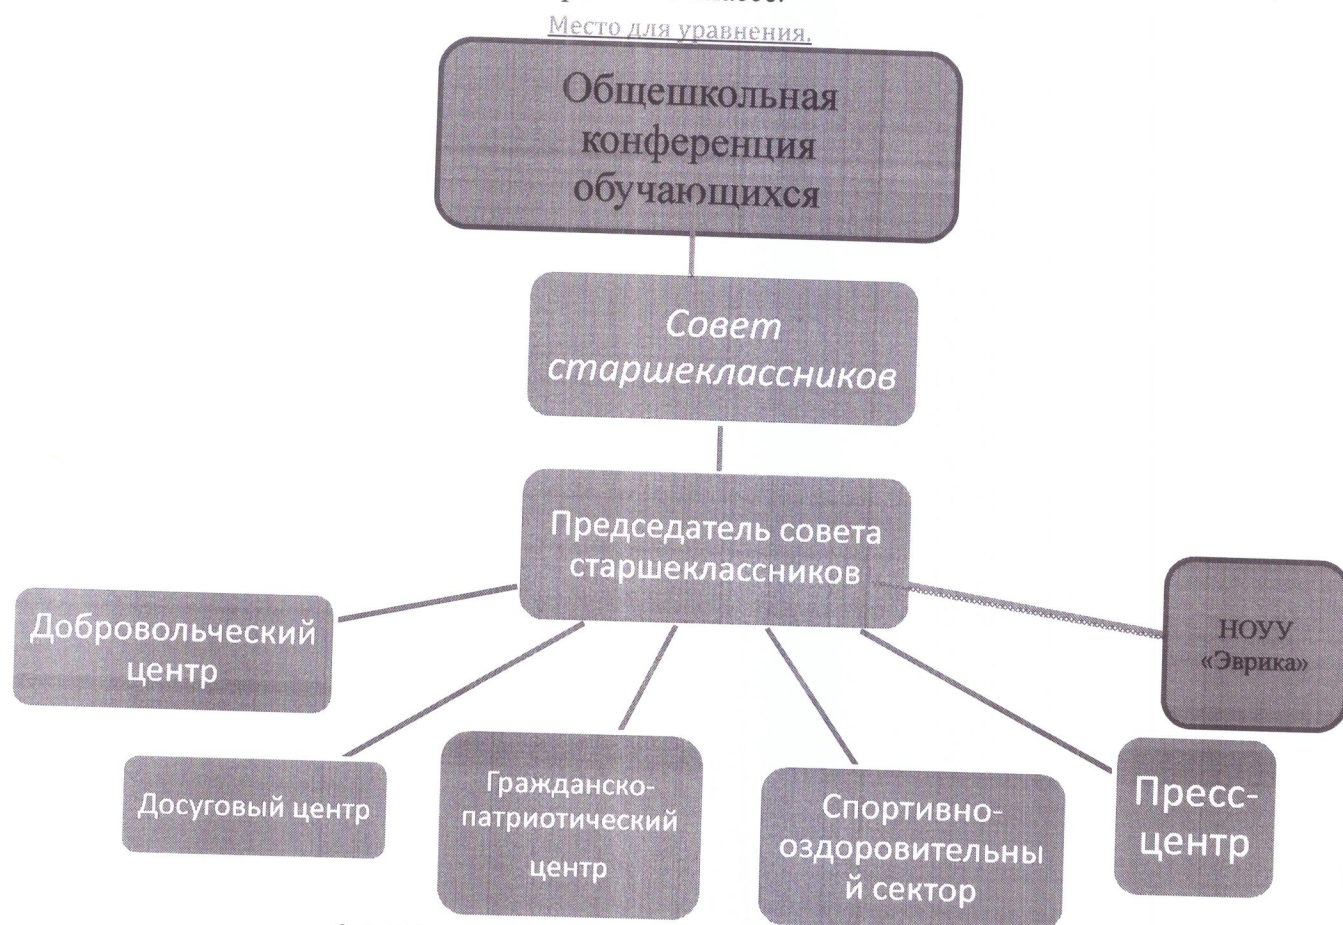 Место для уравнения.
Общешкольная
конференция
обучающихся
Совет
старшеклассников
Председатель совета
старшеклассников
Добровольческий
центр
НОУУ
«Эврика»
Досуговый центр
Гражданско-
патриотический
центр
Спортивно-
оздоровительны
й сектор
Пресс-
центр